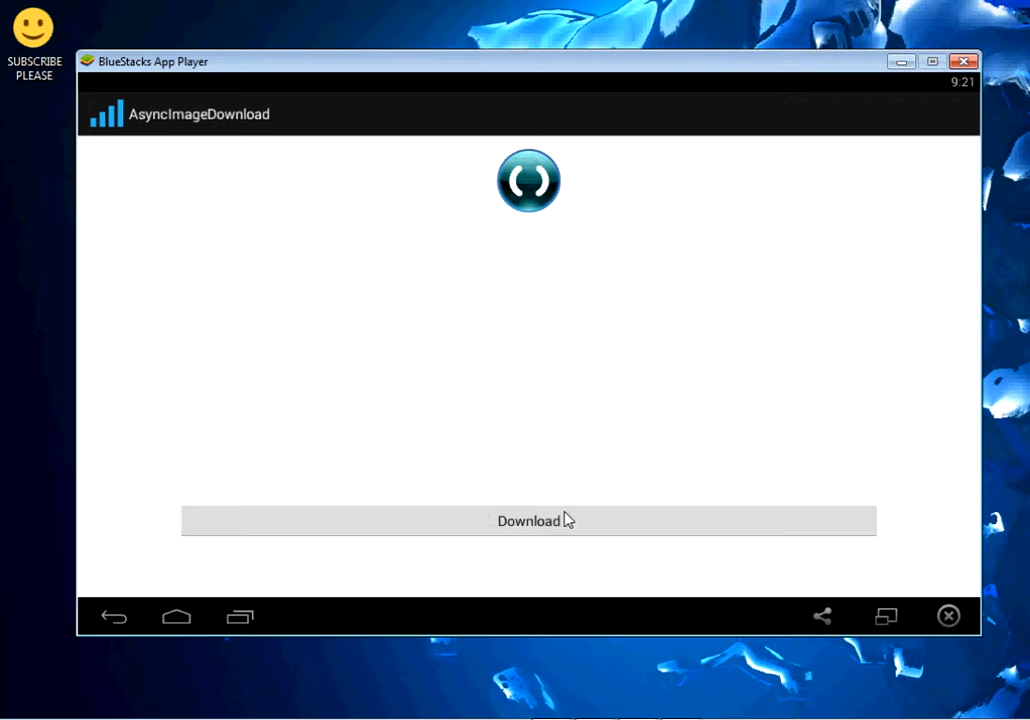 SUBSCRIBE
PLEASE
BlueStacks App Player
9:21
AsyncImageDownload
Download